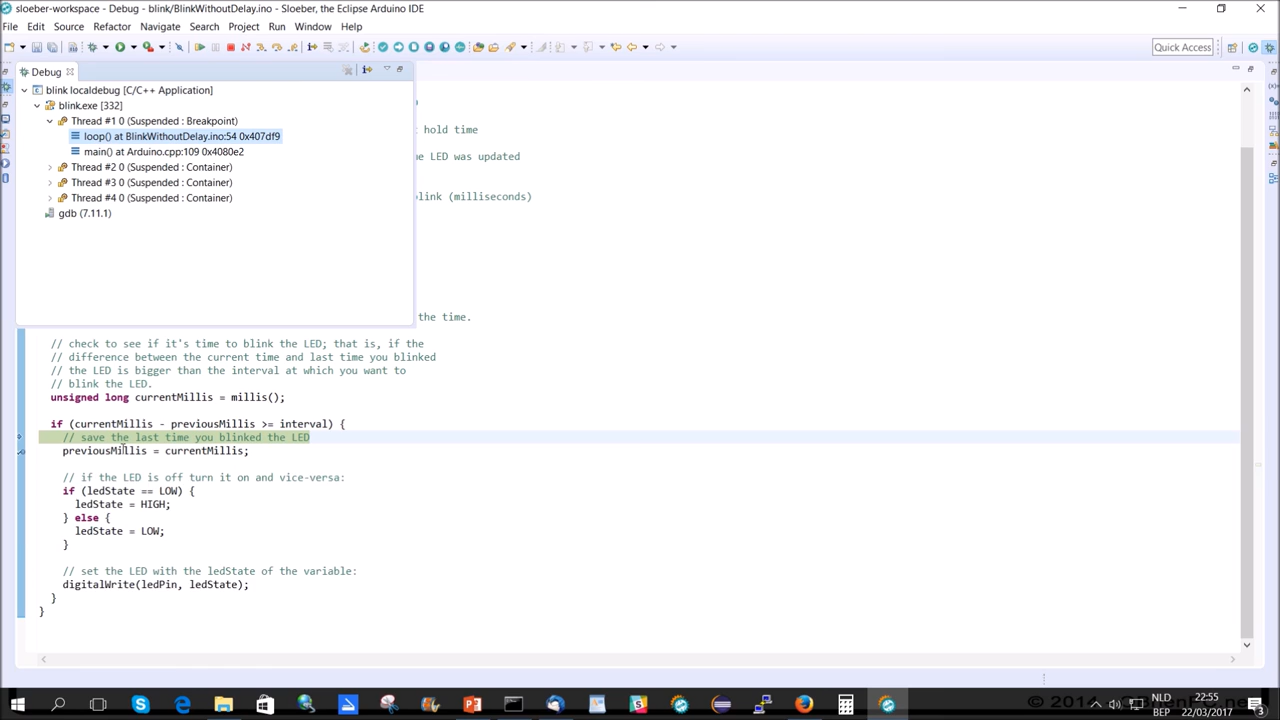 sloeber-workspace - Debug - blink/BlinkWithoutDelay.ino - Sloeber, the Eclipse Arduino IDE
File Edit Source Refactor Navigate Search Project Run Window Help
Quick Access
Debug
blink localdebug [C/C++ Application]
blink.exe [332]
Thread #1 0 (Suspended : Breakpoint)
loop() at BlinkWithoutDelay.ino:54 0x407df9
main() at Arduino.cpp:109 0x4080e2
Thread #2 0 (Suspended : Container)
Thread #3 0 (Suspended : Container)
Thread #4 0 (Suspended : Container)
gdb (7.11.1)
hold time
LED was updated
blink (milliseconds)
the time.
// check to see if it's time to blink the LED; that is, if the
// difference between the current time and last time you blinked
// the LED is bigger than the interval at which you want to
// blink the LED.
unsigned long currentMillis = millis();
if (currentMillis - previousMillis >= interval) {
// save the last time you blinked the LED
previousMillis = currentMillis;
// if the LED is off turn it on and vice-versa:
if (ledState == LOW) {
ledState = HIGH;
} else {
ledState = LOW;
}
// set the LED with the ledState of the variable:
digitalWrite(ledPin, ledState);
}
}
NLD
22:55
BEP
22/03/2017
3